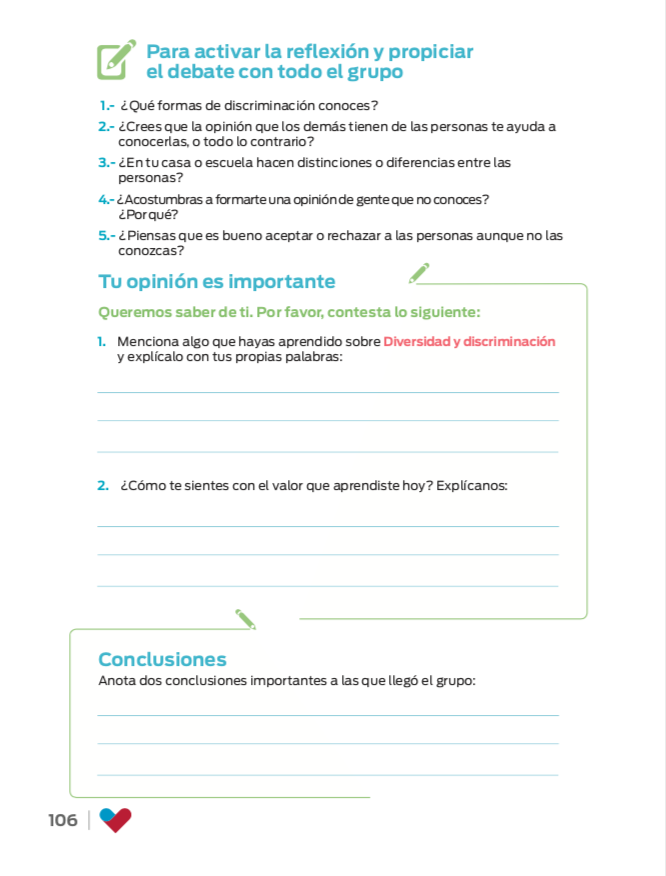 Para activar la reflexión y propiciar
el debate con todo el grupo
1.- ¿Qué formas de discriminación conoces?
2.- ¿Crees que la opinión que los demás tienen de las personas te ayuda a
conocerlas, o todo lo contrario?
3.- ¿En tu casa o escuela hacen distinciones o diferencias entre las
personas?
4.- ¿Acostumbras a formarte una opinión de gente que no conoces?
¿Por qué?
5.- ¿Piensas que es bueno aceptar o rechazar a las personas aunque no las
conozcas?
Tu opinión es importante
Queremos saber de ti. Por favor, contesta lo siguiente:
1. Menciona algo que hayas aprendido sobre Diversidad y discriminación
y explícalo con tus propias palabras:
2. ¿Cómo te sientes con el valor que aprendiste hoy? Explícanos:
Conclusiones
Anota dos conclusiones importantes a las que llegó el grupo:
106